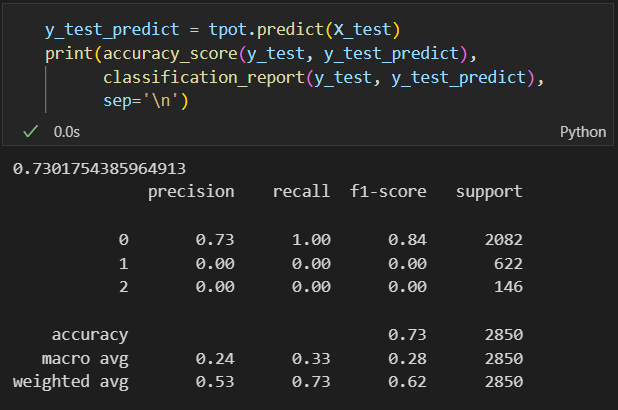 y_test_predict = tpot.predict(X_test)
print(accuracy_score(y_test, y_test_predict),
classification_report(y_test, y_test_predict),
sep='\n')
0.0s Python
0.7301754385964913
precision recall f1-score support
0 0.73 1.00 0.84 2082
1 0.00 0.00 0.00 622
2 0.00 0.00 0.00 146
accuracy 0.73 2850
macro avg 0.24 0.33 0.28 2850
weighted avg 0.53 0.73 0.62 2850